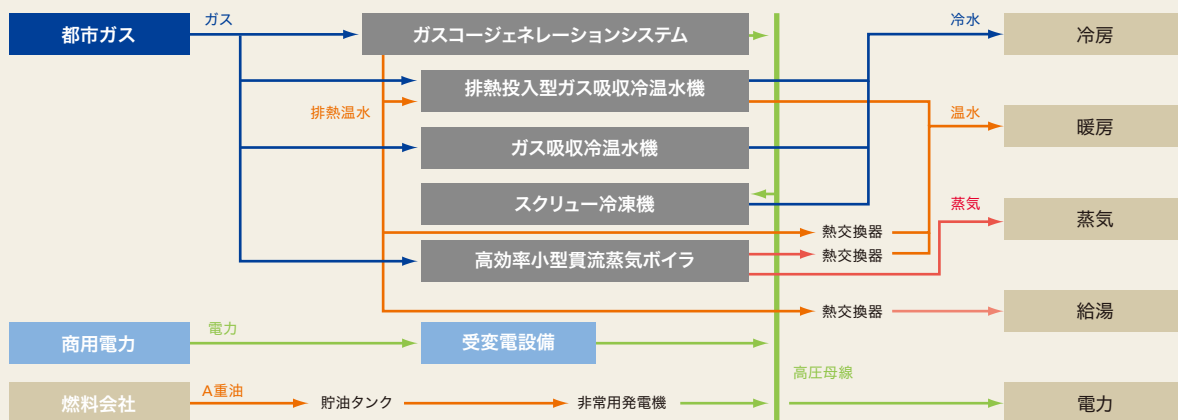 都市ガス
ガス
ガスコージェネレーションシステム
冷水
冷房
排熱投入型ガス吸収冷温水機
排熱温水
温水
暖房
ガス吸収冷温水機
スクリュー冷凍機
蒸気
蒸気
熱交換器
高効率小型貫流蒸気ボイラ
熱交換器
熱交換器
給湯
商用電力
電力
受変電設備
高圧母線
燃料会社
A重油
貯油タンク
非常用発電機
電力